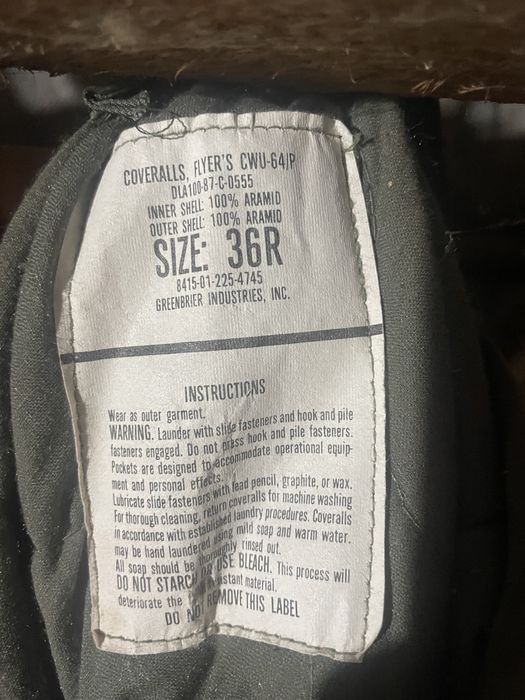 COVERALLS, FLYER'S CWU-64/P
DLA100-87-C-0555
INNER SHELL: 100% ARAMID
OUTER SHELL: 100% ARAMID
SIZE: 36R
8415-01-225-4745
GREENBRIER INDUSTRIES, INC.
INSTRUCTIONS
Wear as outer garment.
WARNING. Launder with slide fasteners and hook and pile
fasteners engaged. Do not press hook and pile fasteners.
Pockets are designed to accommodate operational equip-
ment and personal effects.
Lubricate slide fasteners with lead pencil, graphite, or wax.
For thorough cleaning, return coveralls for machine washing
in accordance with established laundry procedures. Coveralls
may be hand laundered using mild soap and warm water.
All soap should be thoroughly rinsed out.
DO NOT STARCH OR USE BLEACH. This process will
deteriorate the material.
DO NOT REMOVE THIS LABEL